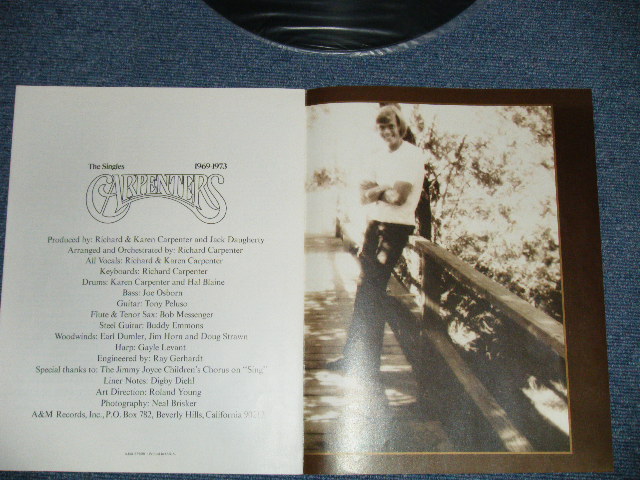 The Singles 1969-1973
CARPENTERS
Produced by: Richard & Karen Carpenter and Jack Daugherty
Arranged and Orchestrated by: Richard Carpenter
All Vocals: Richard & Karen Carpenter
Keyboards: Richard Carpenter
Drums: Karen Carpenter and Hal Blaine
Bass: Joe Osborn
Guitar: Tony Peluso
Flute & Tenor Sax: Bob Messenger
Steel Guitar: Buddy Emmons
Woodwinds: Earl Dumler, Jim Horn and Doug Strawn
Harp: Gayle Levant
Engineered by: Ray Gerhardt
Special thanks to: The Jimmy Joyce Children's Chorus on "Sing"
Liner Notes: Digby Diehl
Art Direction: Roland Young
Photography: Neal Brisker
A&M Records, Inc., P.O. Box 782, Beverly Hills, California